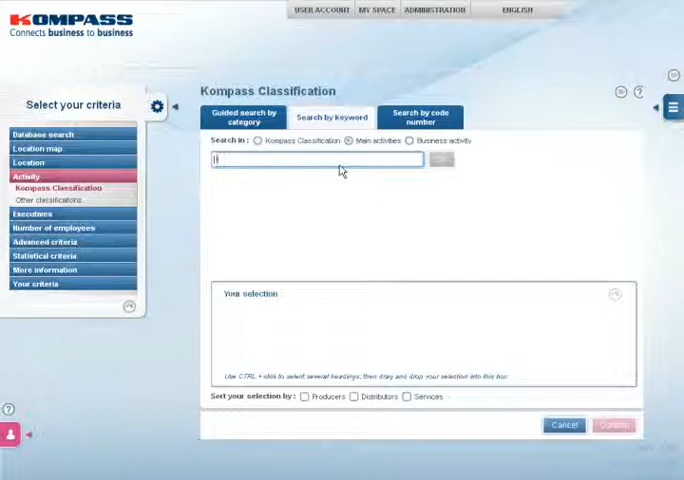 USER ACCOUNT MY SPACE ADMINISTRATION ENGLISH
KOMPASS
Connects business to business
Select your criteria
Database search
Location map
Location
Activity
Kompass Classification
Other classifications
Executives
Number of employees
Advanced criteria
Statistical criteria
More information
Your criteria
Kompass Classification
Guided search by category
Search by keyword
Search by code number
Search in : Kompass Classification Main activities Business activity
Your selection
Use CTRL + click to select several headings, then drag and drop your selection into this box
Sort your selection by : Producers Distributors Services
Cancel Confirm